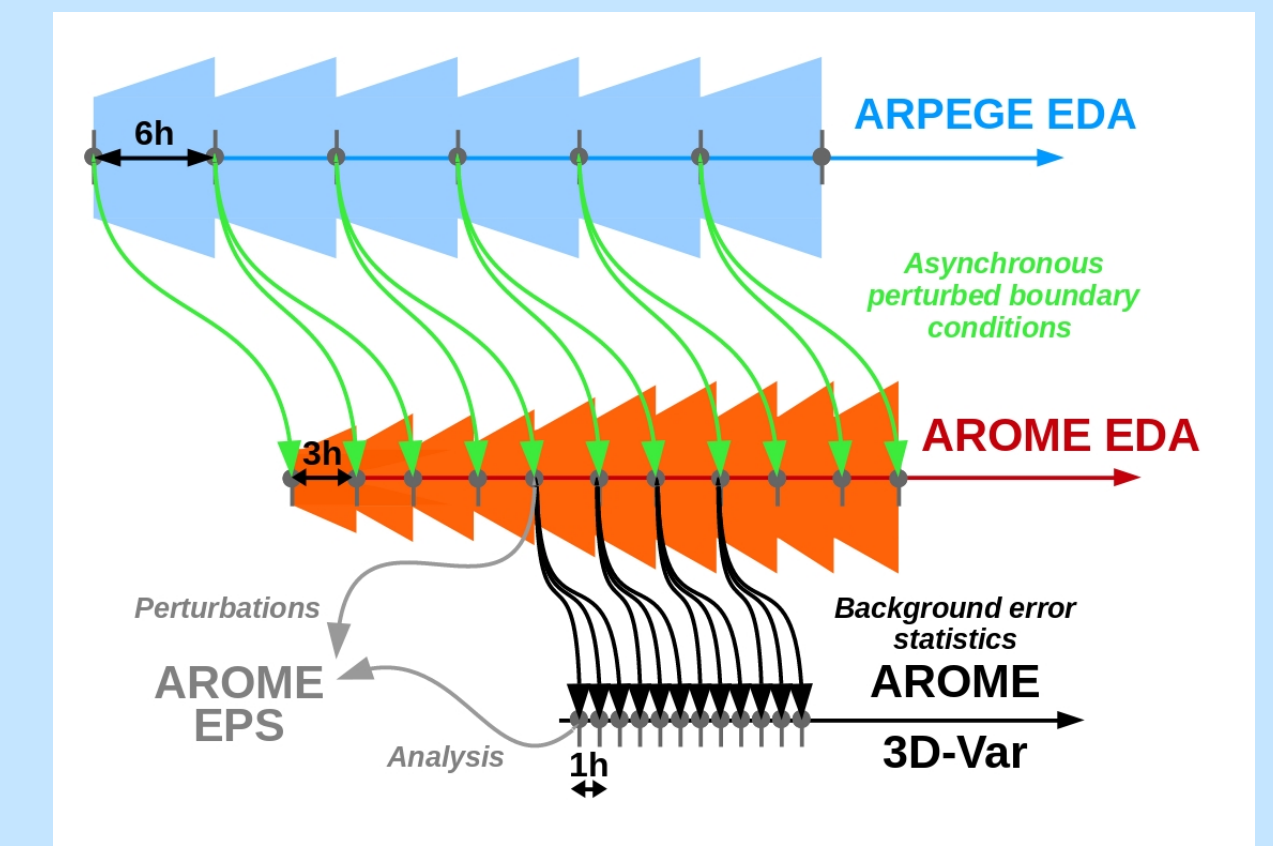 ARPEGE EDA
6h
Asynchronous
perturbed boundary
conditions
AROME EDA
3h
Perturbations
AROME
EPS
Analysis
Background error
statistics
AROME
3D-Var
1h